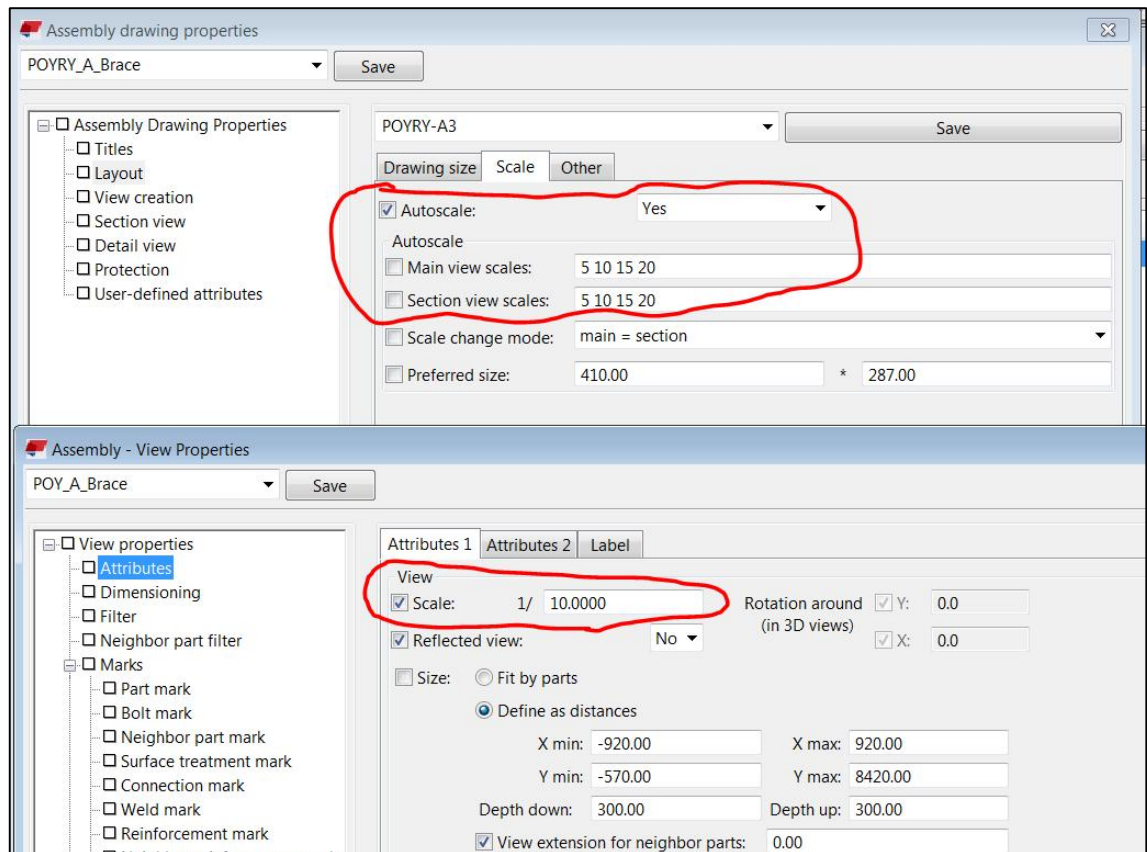 Assembly drawing properties
POYRY_A_Brace Save
Assembly Drawing Properties
Titles
Layout
View creation
Section view
Detail view
Protection
User-defined attributes
POYRY-A3 Save
Drawing size Scale Other
Autoscale: Yes
Autoscale
Main view scales: 5 10 15 20
Section view scales: 5 10 15 20
Scale change mode: main = section
Preferred size: 410.00 * 287.00
Assembly - View Properties
POY_A_Brace Save
View properties
Attributes
Dimensioning
Filter
Neighbor part filter
Marks
Part mark
Bolt mark
Neighbor part mark
Surface treatment mark
Connection mark
Weld mark
Reinforcement mark
Attributes 1 Attributes 2 Label
View
Scale: 1/ 10.0000 Rotation around Y: 0.0
(in 3D views) X: 0.0
Reflected view: No
Size: Fit by parts
Define as distances
X min: -920.00 X max: 920.00
Y min: -570.00 Y max: 8420.00
Depth down: 300.00 Depth up: 300.00
View extension for neighbor parts: 0.00